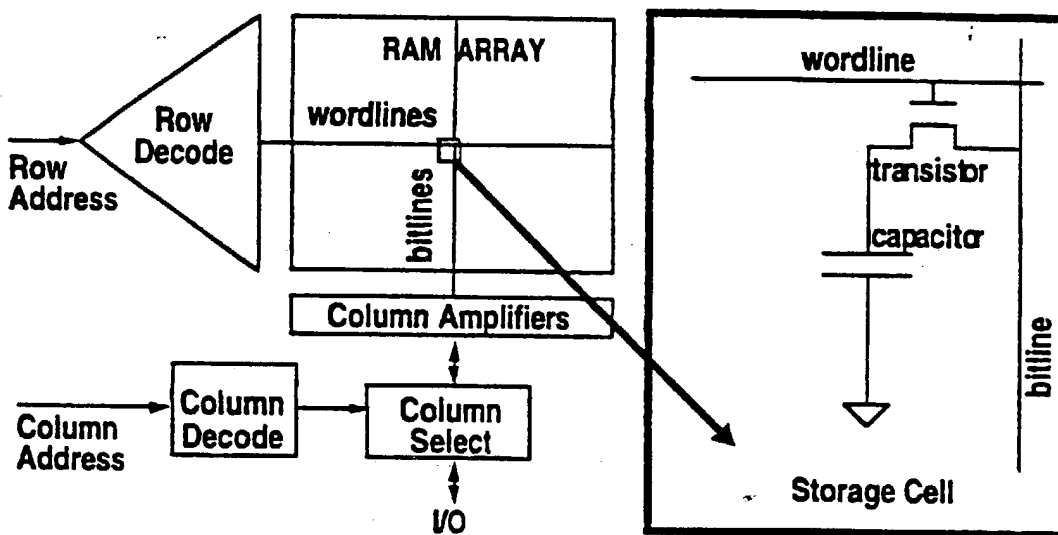 RAM ARRAY
wordlines
Row
Decode
Row
Address
bitlines
Column Amplifiers
Column
Decode
Column
Select
Column
Address
I/O
wordline
transistor
capacitor
bitline
Storage Cell